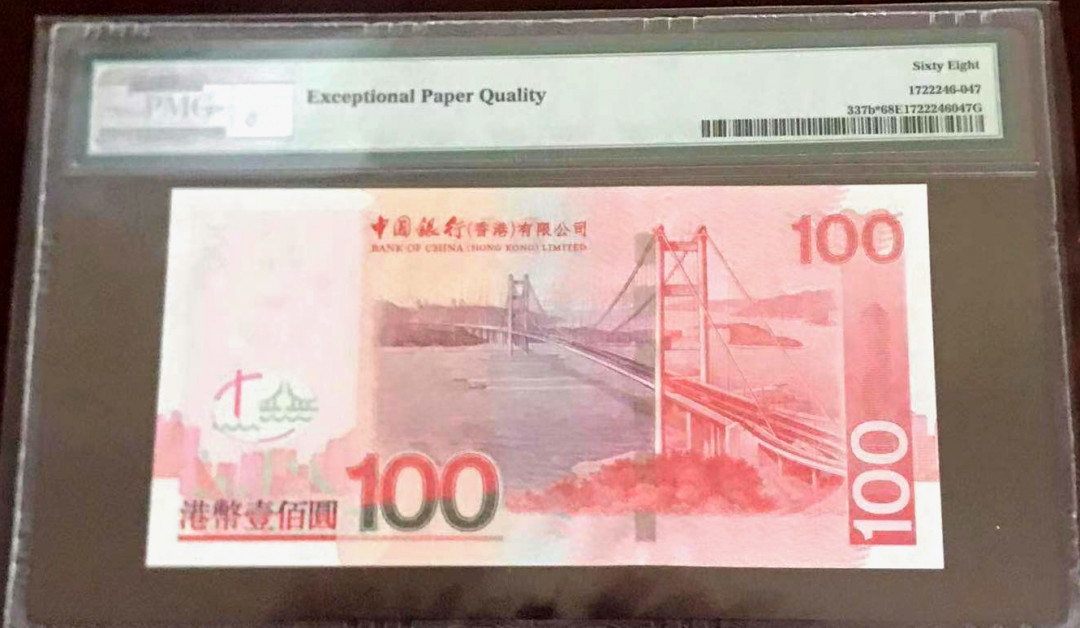 PMG
Exceptional Paper Quality
Sixty Eight
1722246-047
337b*68E1722246047G
中国银行(香港)有限公司
BANK OF CHINA (HONG KONG) LIMITED
100
港幣壹佰圓 100
100